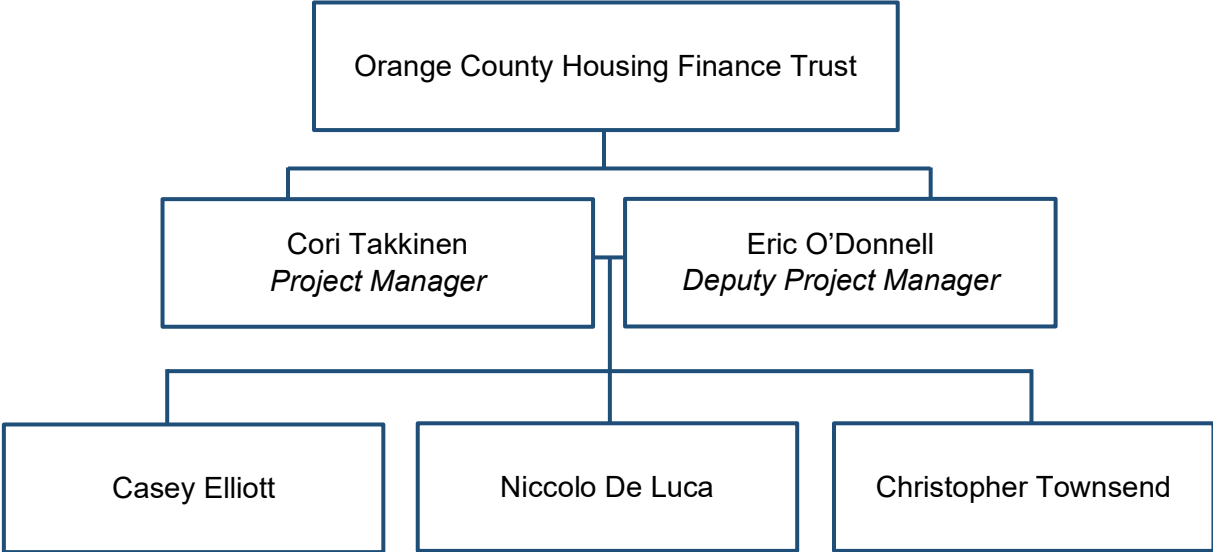 Orange County Housing Finance Trust
Cori Takkinen
Project Manager
Eric O’Donnell
Deputy Project Manager
Casey Elliott
Niccolo De Luca
Christopher Townsend